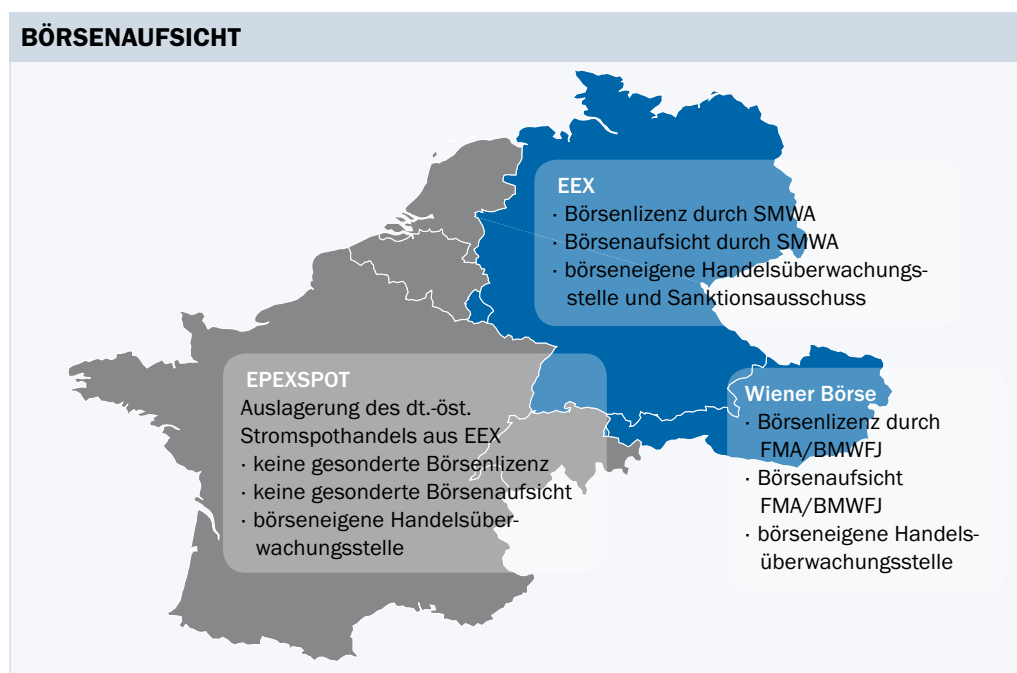 BÖRSENAUFSICHT
EEX
· Börsenlizenz durch SMWA
· Börsenaufsicht durch SMWA
· börseneigene Handelsüberwachungs-
stelle und Sanktionsausschuss
EPEXSPOT
Auslagerung des dt.-öst.
Stromspothandels aus EEX
· keine gesonderte Börsenlizenz
· keine gesonderte Börsenaufsicht
· börseneigene Handelsüber-
wachungsstelle
Wiener Börse
· Börsenlizenz durch
FMA/BMWFJ
· Börsenaufsicht
FMA/BMWFJ
· börseneigene Handels-
überwachungsstelle